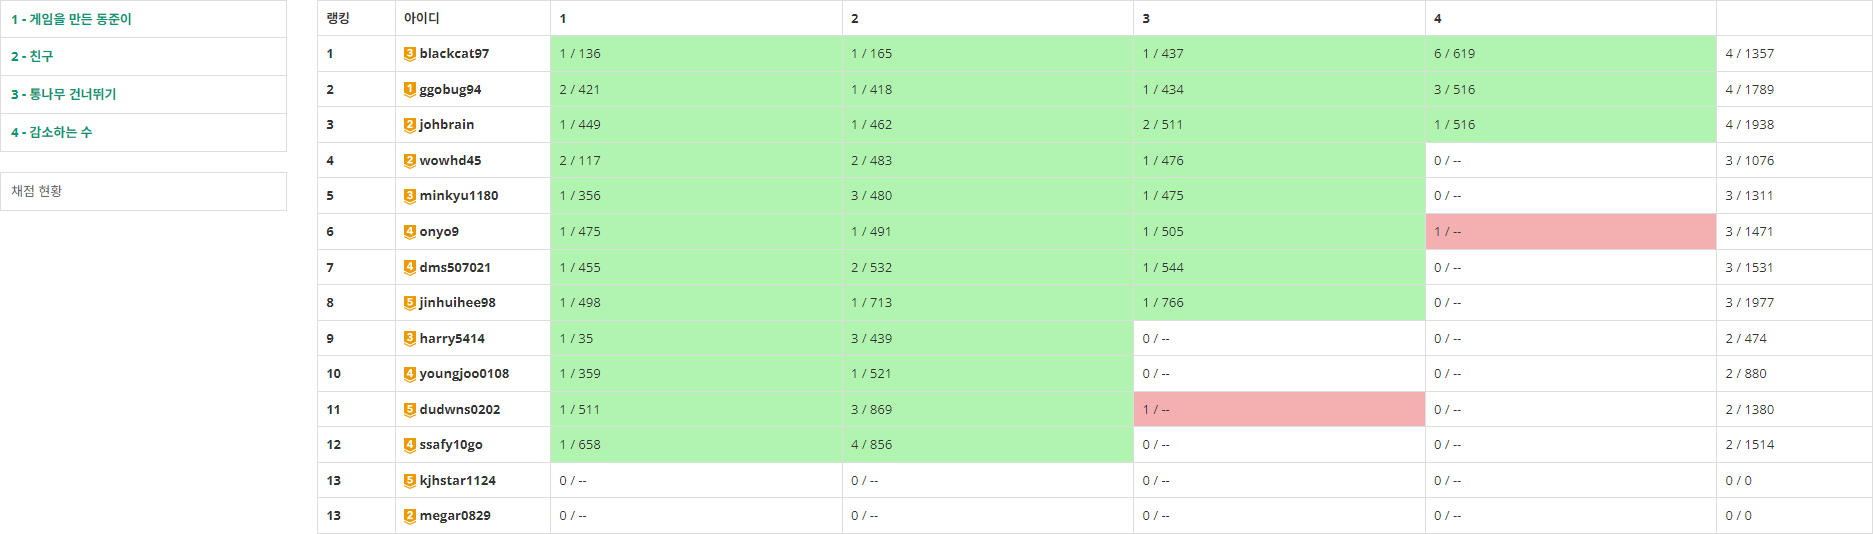 1 - 게임을 만든 동준이
2 - 친구
3 - 통나무 건너뛰기
4 - 감소하는 수
채점 현황
랭킹 아이디 1 2 3 4
1 3 blackcat97 1 / 136 1 / 165 1 / 437 6 / 619 4 / 1357
2 1 ggobug94 2 / 421 1 / 418 1 / 434 3 / 516 4 / 1789
3 2 johbrain 1 / 449 1 / 462 2 / 511 1 / 516 4 / 1938
4 2 wowhd45 2 / 117 2 / 483 1 / 476 0 / -- 3 / 1076
5 3 minkyu1180 1 / 356 3 / 480 1 / 475 0 / -- 3 / 1311
6 4 onyo9 1 / 475 1 / 491 1 / 505 1 / -- 3 / 1471
7 4 dms507021 1 / 455 2 / 532 1 / 544 0 / -- 3 / 1531
8 5 jinhuihee98 1 / 498 1 / 713 1 / 766 0 / -- 3 / 1977
9 3 harry5414 1 / 35 3 / 439 0 / -- 0 / -- 2 / 474
10 4 youngjoo0108 1 / 359 1 / 521 0 / -- 0 / -- 2 / 880
11 5 dudwns0202 1 / 511 3 / 869 1 / -- 0 / -- 2 / 1380
12 4 ssafy10go 1 / 658 4 / 856 0 / -- 0 / -- 2 / 1514
13 5 kjhstar1124 0 / -- 0 / -- 0 / -- 0 / -- 0 / 0
13 2 megar0829 0 / -- 0 / -- 0 / -- 0 / -- 0 / 0